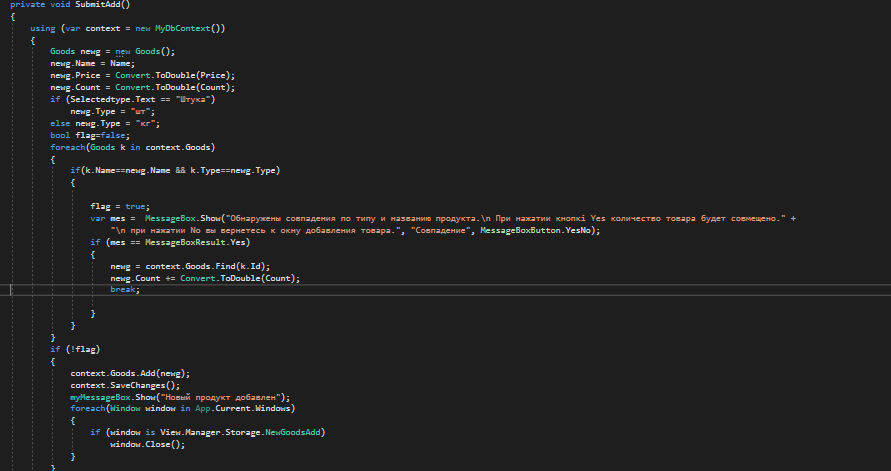 private void SubmitAdd()
{
using (var context = new MyDbContext())
{
Goods newg = new Goods();
newg.Name = Name;
newg.Price = Convert.ToDouble(Price);
newg.Count = Convert.ToDouble(Count);
if (Selectedtype.Text == "Штука")
newg.Type = "шт";
else newg.Type = "кг";
bool flag=false;
foreach(Goods k in context.Goods)
{
if(k.Name==newg.Name && k.Type==newg.Type)
{
flag = true;
var mes =  MessageBox.Show("Обнаружены совпадения по типу и названию продукта.\n При нажатии кнопкі Yes количество товара будет совмещено." +
"\n при нажатии No вы вернетесь к окну добавления товара.", "Совпадение", MessageBoxButton.YesNo);
if (mes == MessageBoxResult.Yes)
{
newg = context.Goods.Find(k.Id);
newg.Count += Convert.ToDouble(Count);
break;
}
}
}
if (!flag)
{
context.Goods.Add(newg);
context.SaveChanges();
myMessageBox.Show("Новый продукт добавлен");
foreach(Window window in App.Current.Windows)
{
if (window is View.Manager.Storage.NewGoodsAdd)
window.Close();
}
}